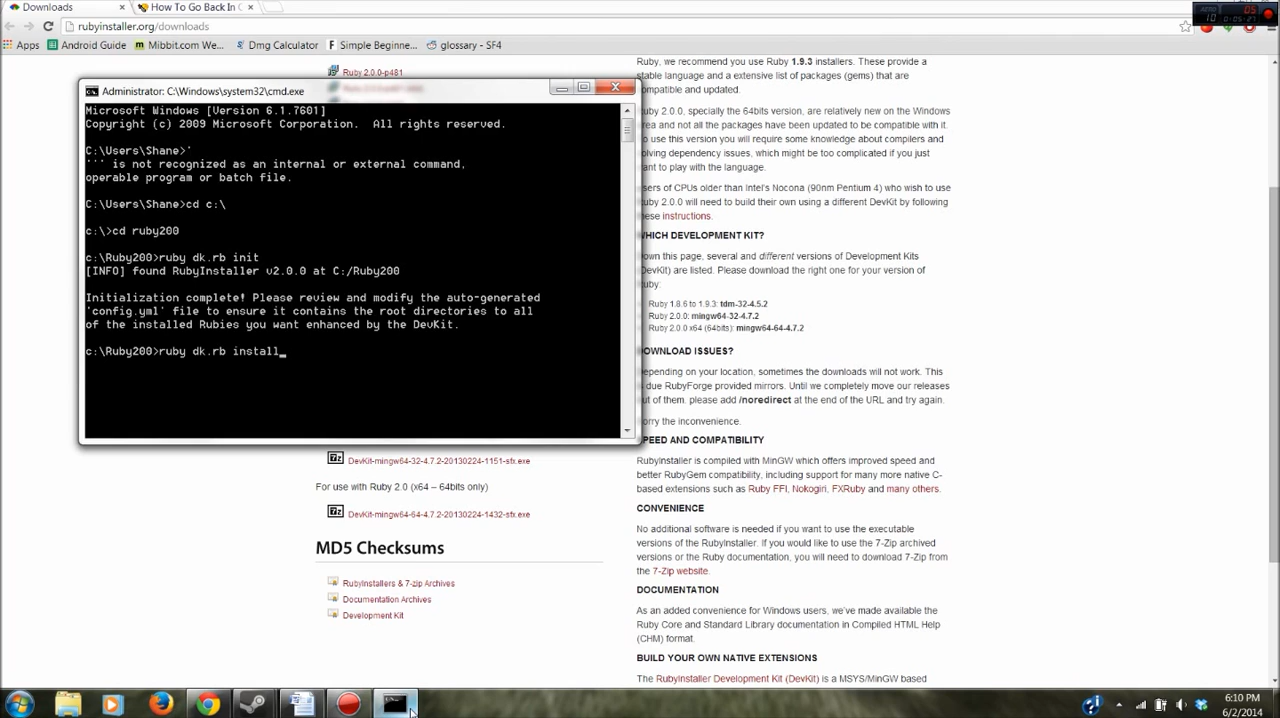 Downloads
How To Go Back In C
rubyinstaller.org/downloads
Apps
Android Guide
Mibbit.com We...
Dmg Calculator
Simple Beginne...
glossary - SF4
Ruby 2.0.0-p481
Administrator: C:\Windows\system32\cmd.exe
Microsoft Windows [Version 6.1.7601]
Copyright (c) 2009 Microsoft Corporation.  All rights reserved.
C:\Users\Shane>'
''' is not recognized as an internal or external command,
operable program or batch file.
C:\Users\Shane>cd c:\
c:\>cd ruby200
c:\Ruby200>ruby dk.rb init
[INFO] found RubyInstaller v2.0.0 at C:/Ruby200
Initialization complete! Please review and modify the auto-generated
'config.yml' file to ensure it contains the root directories to all
of the installed Rubies you want enhanced by the DevKit.
c:\Ruby200>ruby dk.rb install_
DevKit-mingw64-32-4.7.2-20130224-1151-sfx.exe
For use with Ruby 2.0 (x64 – 64bits only)
DevKit-mingw64-64-4.7.2-20130224-1432-sfx.exe
MD5 Checksums
RubyInstallers & 7-zip Archives
Documentation Archives
Development Kit
Ruby, we recommend you use Ruby 1.9.3 installers. These provide a
stable language and a extensive list of packages (gems) that are
compatible and updated.
Ruby 2.0.0, specially the 64bits version, are relatively new on the Windows
area and not all the packages have been updated to be compatible with it.
To use this version you will require some knowledge about compilers and
solving dependency issues, which might be too complicated if you just
want to play with the language.
Users of CPUs older than Intel's Nocona (90nm Pentium 4) who wish to use
Ruby 2.0.0 will need to build their own using a different DevKit by following
these instructions.
WHICH DEVELOPMENT KIT?
Down this page, several and different versions of Development Kits
(DevKit) are listed. Please download the right one for your version of
Ruby:
Ruby 1.8.6 to 1.9.3: tdm-32-4.5.2
Ruby 2.0.0: mingw64-32-4.7.2
Ruby 2.0.0 x64 (64bits): mingw64-64-4.7.2
DOWNLOAD ISSUES?
Depending on your location, sometimes the downloads will not work. This
is due RubyForge provided mirrors. Until we completely move our releases
out of them. please add /noredirect at the end of the URL and try again.
Sorry the inconvenience.
SPEED AND COMPATIBILITY
RubyInstaller is compiled with MinGW which offers improved speed and
better RubyGem compatibility, including support for many more native C-
based extensions such as Ruby FFI, Nokogiri, FXRuby and many others.
CONVENIENCE
No additional software is needed if you want to use the executable
versions of the RubyInstaller. If you would like to use the 7-Zip archived
versions or the Ruby documentation, you will need to download 7-Zip from
the 7-Zip website.
DOCUMENTATION
As an added convenience for Windows users, we've made available the
Ruby Core and Standard Library documentation in Compiled HTML Help
(CHM) format.
BUILD YOUR OWN NATIVE EXTENSIONS
The RubyInstaller Development Kit (DevKit) is a MSYS/MinGW based
6:10 PM
6/2/2014